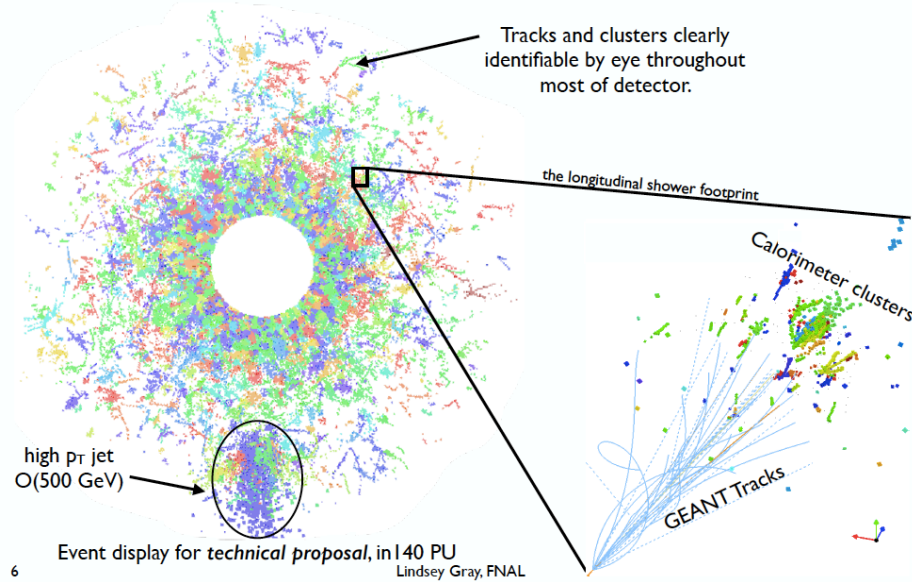 Tracks and clusters clearly
identifiable by eye throughout
most of detector.
the longitudinal shower footprint
Calorimeter clusters
GEANT Tracks
high pT jet
O(500 GeV)
Event display for technical proposal, in140 PU
6
Lindsey Gray, FNAL